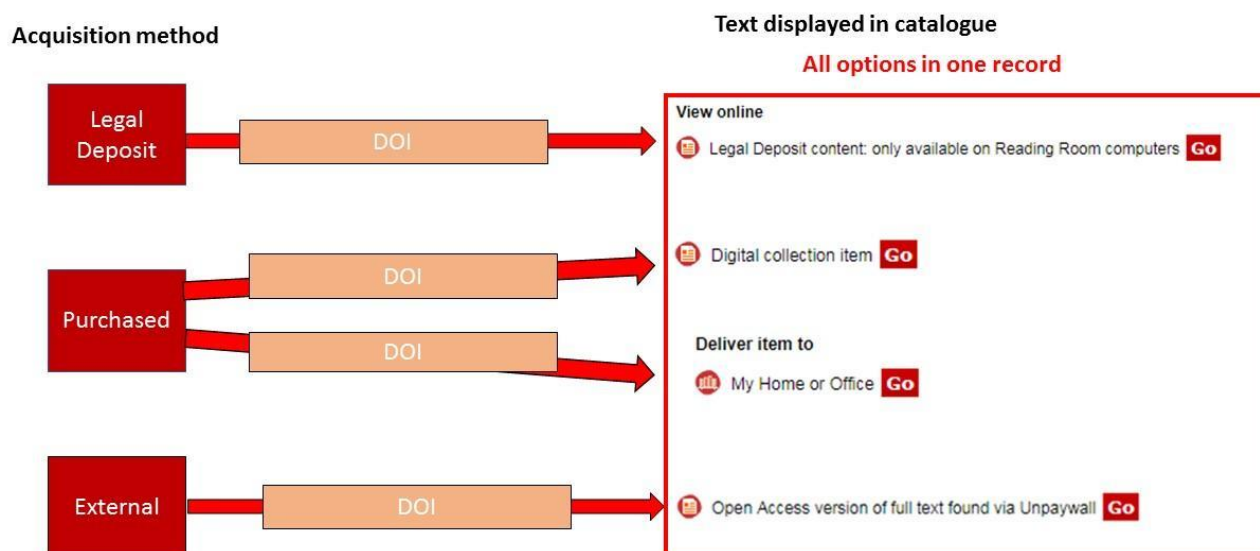 Acquisition method
Text displayed in catalogue
All options in one record
Legal
Deposit
DOI
View online
Legal Deposit content: only available on Reading Room computers Go
Purchased
DOI
Digital collection item Go
DOI
Deliver item to
My Home or Office Go
External
DOI
Open Access version of full text found via Unpaywall Go